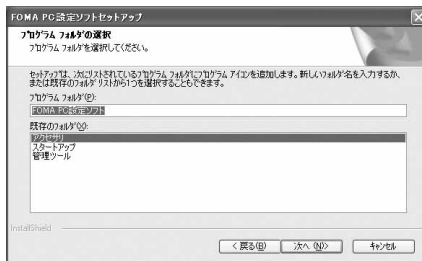 FOMA PC設定ソフトセットアップ
ﾌﾟﾛｸﾞﾗﾑ ﾌｫﾙﾀﾞの選択
ﾌﾟﾛｸﾞﾗﾑ ﾌｫﾙﾀﾞを選択してください。
ｾｯﾄｱｯﾌﾟは、次にﾘｽﾄされているﾌﾟﾛｸﾞﾗﾑ ﾌｫﾙﾀﾞにﾌﾟﾛｸﾞﾗﾑ ｱｲｺﾝを追加します。新しいﾌｫﾙﾀﾞ名を入力するか、
または既存のﾌｫﾙﾀﾞﾘｽﾄから1つを選択することもできます。
ﾌﾟﾛｸﾞﾗﾑ ﾌｫﾙﾀﾞ(P):
FOMA PC設定ソフト
既存のﾌｫﾙﾀﾞ(X):
アクセサリ
スタートアップ
管理ツール
InstallShield
< 戻る(B)
次へ (N)>
ｷｬﾝｾﾙ